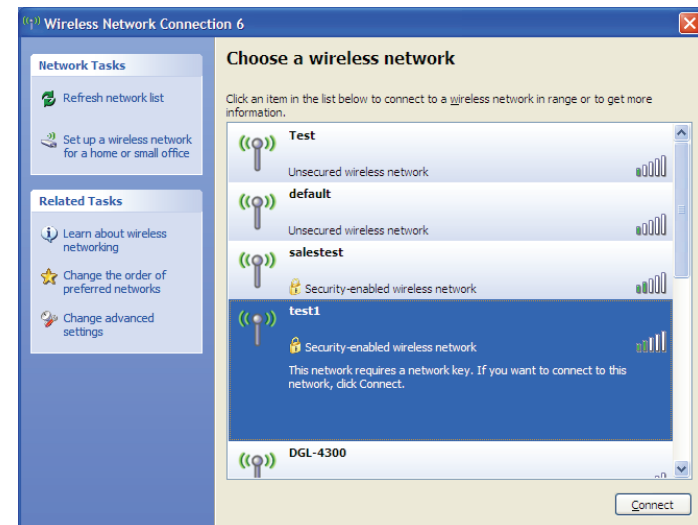 Wireless Network Connection 6
Network Tasks
Refresh network list
Set up a wireless network
for a home or small office
Related Tasks
Learn about wireless
networking
Change the order of
preferred networks
Change advanced
settings
Choose a wireless network
Click an item in the list below to connect to a wireless network in range or to get more
information.
Test
Unsecured wireless network
default
Unsecured wireless network
salestest
Security-enabled wireless network
test1
Security-enabled wireless network
This network requires a network key. If you want to connect to this
network, click Connect.
DGL-4300
Connect